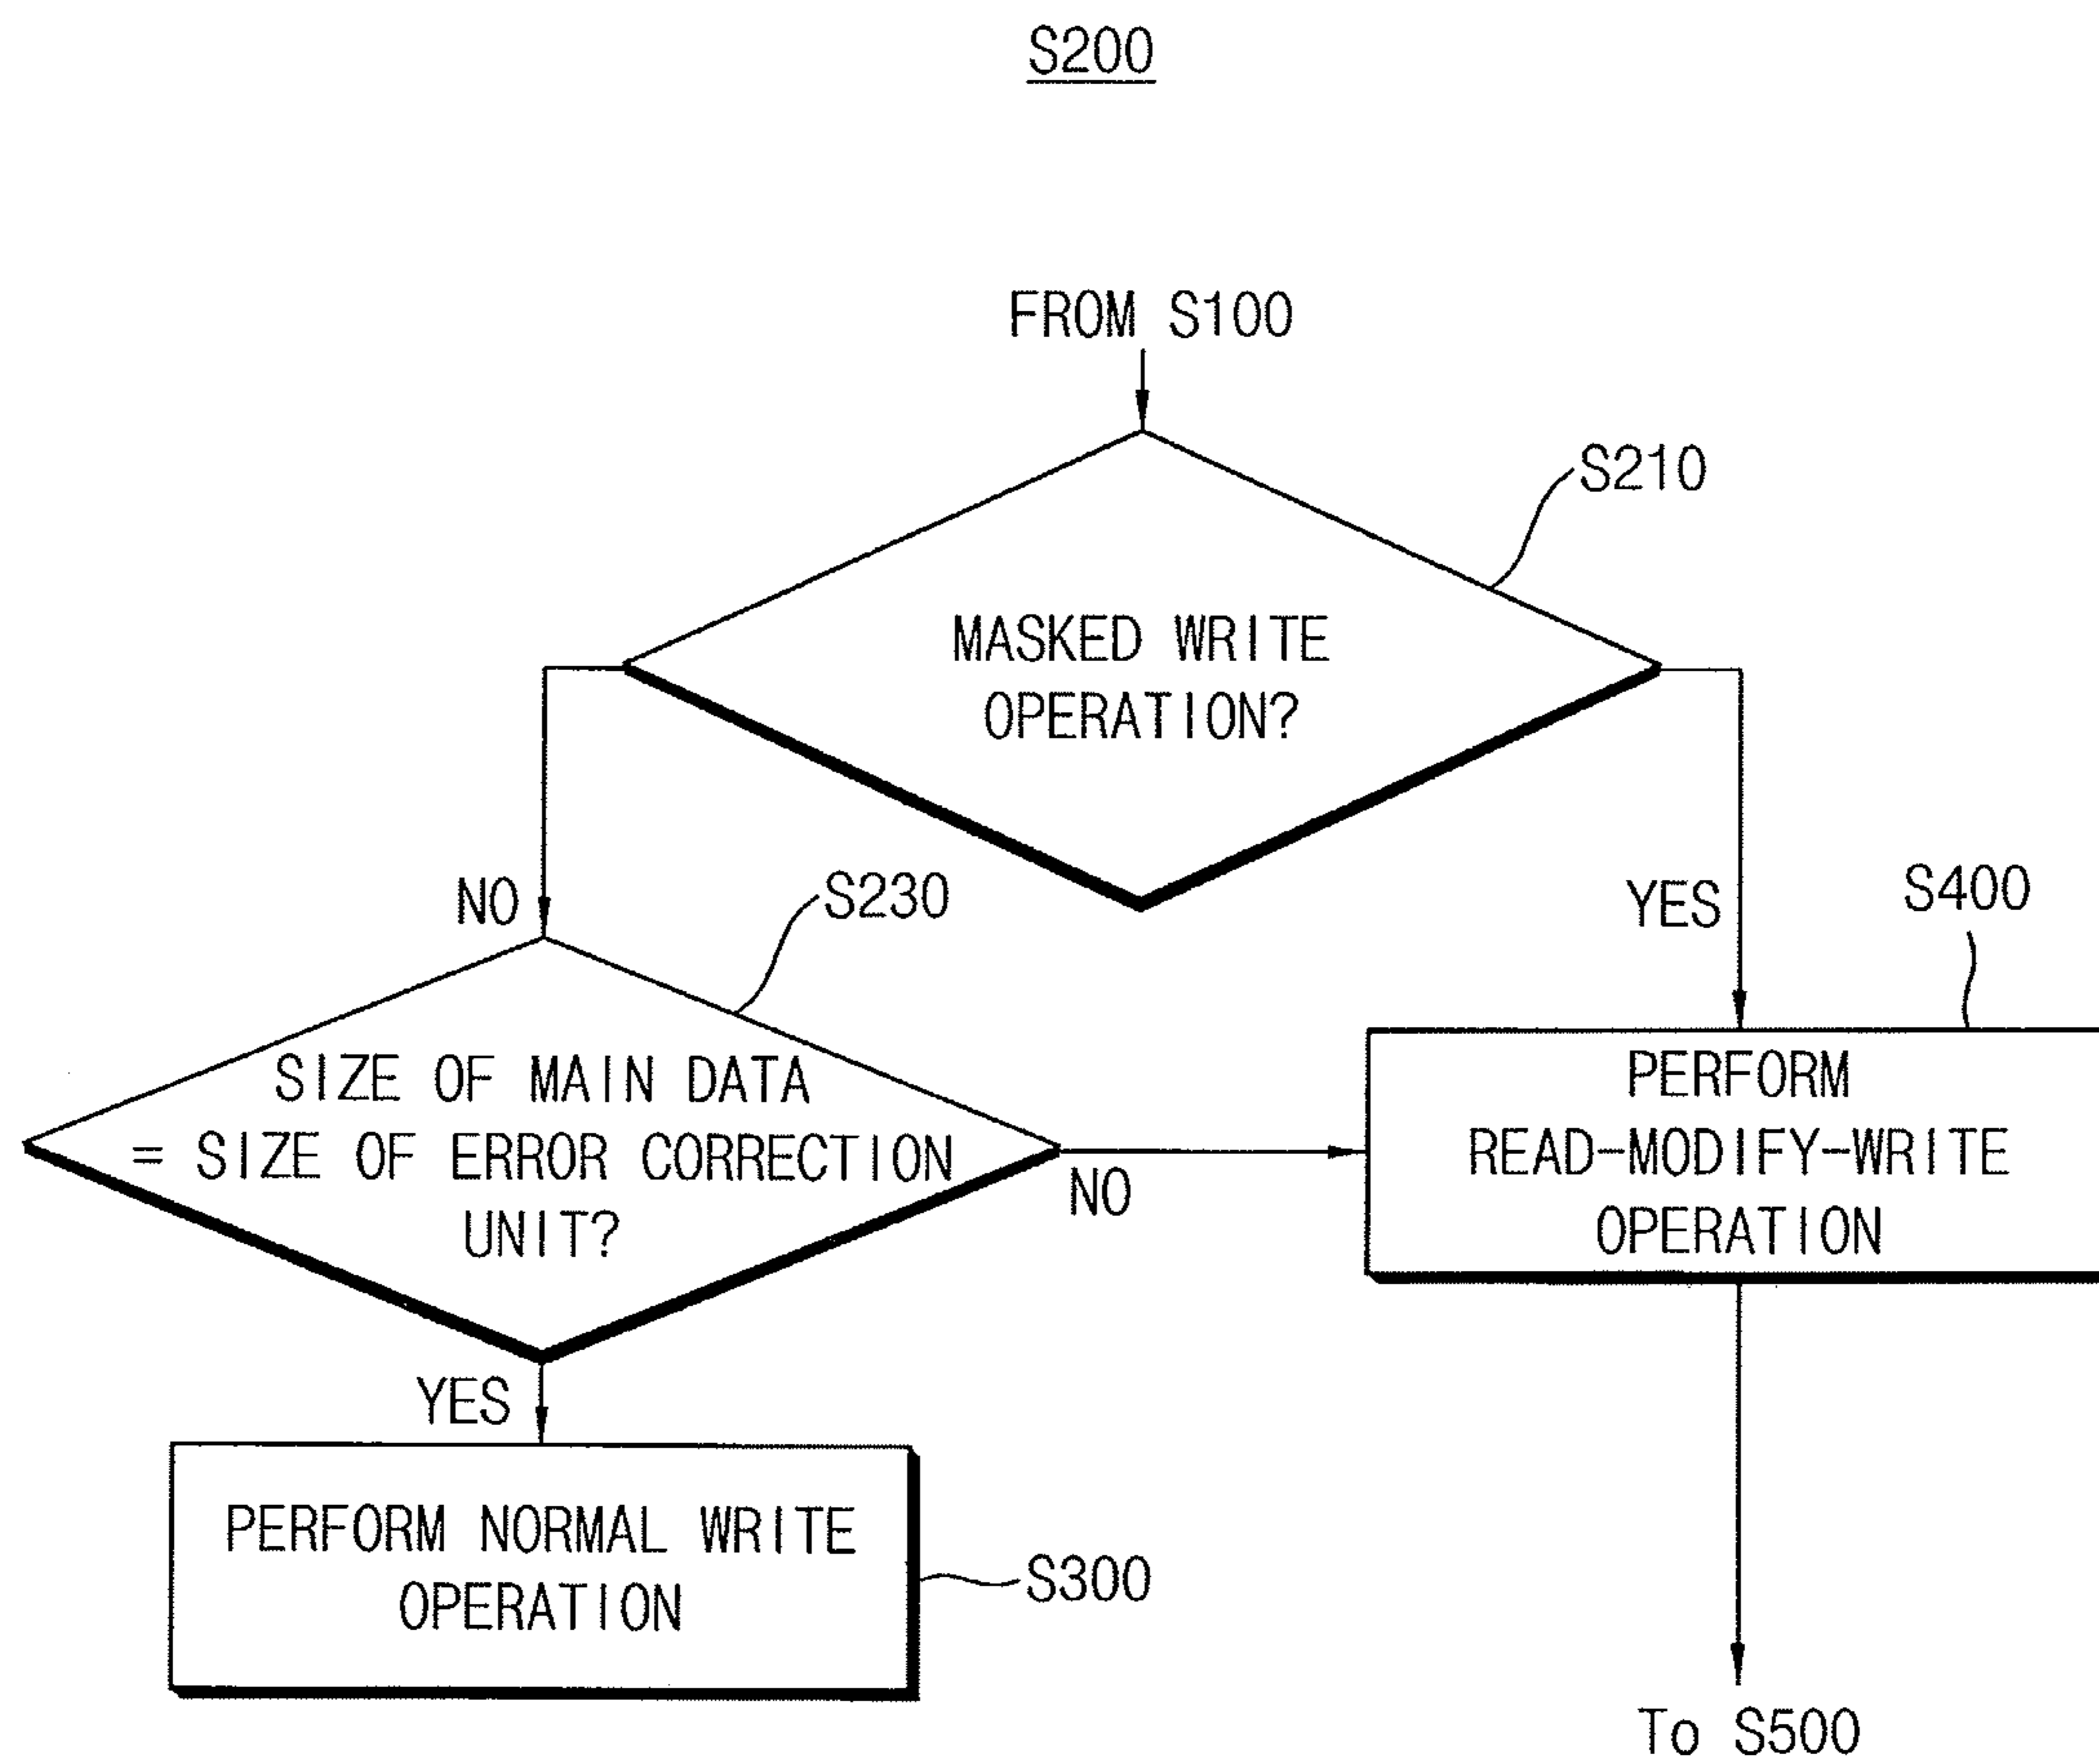 S200
FROM S100
S210
MASKED WRITE
OPERATION?
NO
S230
YES
S400
SIZE OF MAIN DATA
= SIZE OF ERROR CORRECTION
UNIT?
NO
PERFORM
READ-MODIFY-WRITE
OPERATION
YES
PERFORM NORMAL WRITE
OPERATION
S300
To S500